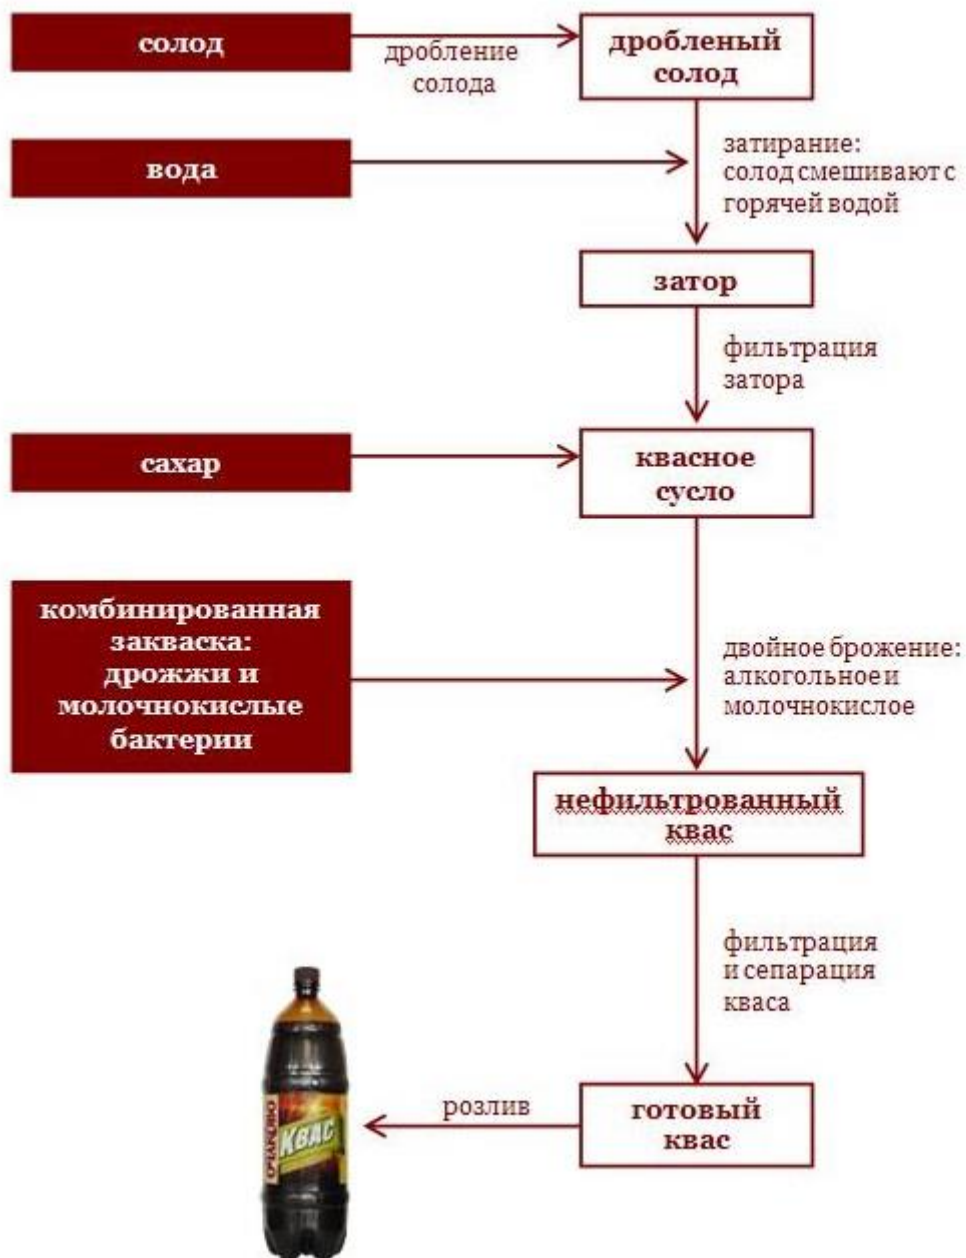 солод
дробление
солода
дробленый
солод
вода
затирание:
солод смешивают с
горячей водой
затор
фильтрация
затора
сахар
квасное
сусло
комбинированная
закваска:
дрожжи и
молочнокислые
бактерии
двойное брожение:
алкогольное и
молочнокислое
нефильтрованный
квас
фильтрация
и сепарация
кваса
готовый
квас
розлив
ОЧАКОВО
КВАС